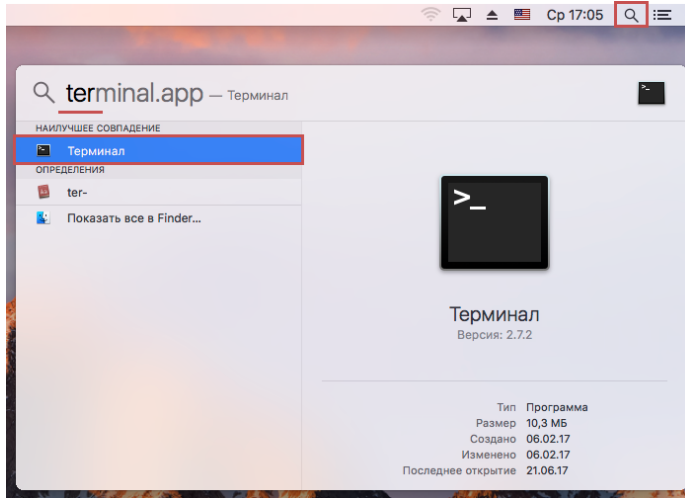 Ср 17:05
terminal.app — Терминал
НАИЛУЧШЕЕ СОВПАДЕНИЕ
Терминал
ОПРЕДЕЛЕНИЯ
ter-
Показать все в Finder...
>_
Терминал
Версия: 2.7.2
Тип Программа
Размер 10,3 МБ
Создано 06.02.17
Изменено 06.02.17
Последнее открытие 21.06.17